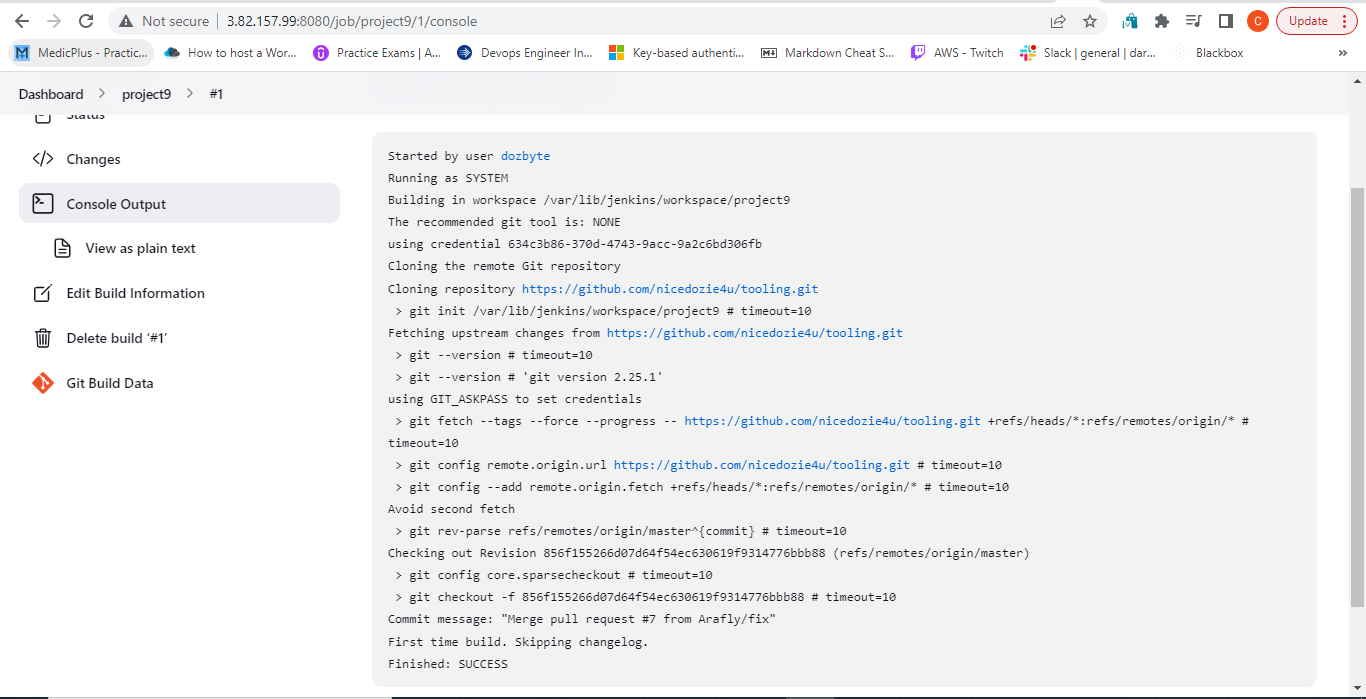 Not secure
3.82.157.99:8080/job/project9/1/console
C
Update
MedicPlus - Practic...
How to host a Wor...
Practice Exams | A...
Devops Engineer In...
Key-based authenti...
Markdown Cheat S...
AWS - Twitch
Slack | general | dar...
Blackbox
»
Dashboard > project9 > #1
Status
Changes
Console Output
View as plain text
Edit Build Information
Delete build ‘#1’
Git Build Data
Started by user dozbyte
Running as SYSTEM
Building in workspace /var/lib/jenkins/workspace/project9
The recommended git tool is: NONE
using credential 634c3b86-370d-4743-9acc-9a2c6bd306fb
Cloning the remote Git repository
Cloning repository https://github.com/nicedozie4u/tooling.git
 > git init /var/lib/jenkins/workspace/project9 # timeout=10
Fetching upstream changes from https://github.com/nicedozie4u/tooling.git
 > git --version # timeout=10
 > git --version # 'git version 2.25.1'
using GIT_ASKPASS to set credentials
 > git fetch --tags --force --progress -- https://github.com/nicedozie4u/tooling.git +refs/heads/*:refs/remotes/origin/* #
timeout=10
 > git config remote.origin.url https://github.com/nicedozie4u/tooling.git # timeout=10
 > git config --add remote.origin.fetch +refs/heads/*:refs/remotes/origin/* # timeout=10
Avoid second fetch
 > git rev-parse refs/remotes/origin/master^{commit} # timeout=10
Checking out Revision 856f155266d07d64f54ec630619f9314776bbb88 (refs/remotes/origin/master)
 > git config core.sparsecheckout # timeout=10
 > git checkout -f 856f155266d07d64f54ec630619f9314776bbb88 # timeout=10
Commit message: "Merge pull request #7 from Arafly/fix"
First time build. Skipping changelog.
Finished: SUCCESS